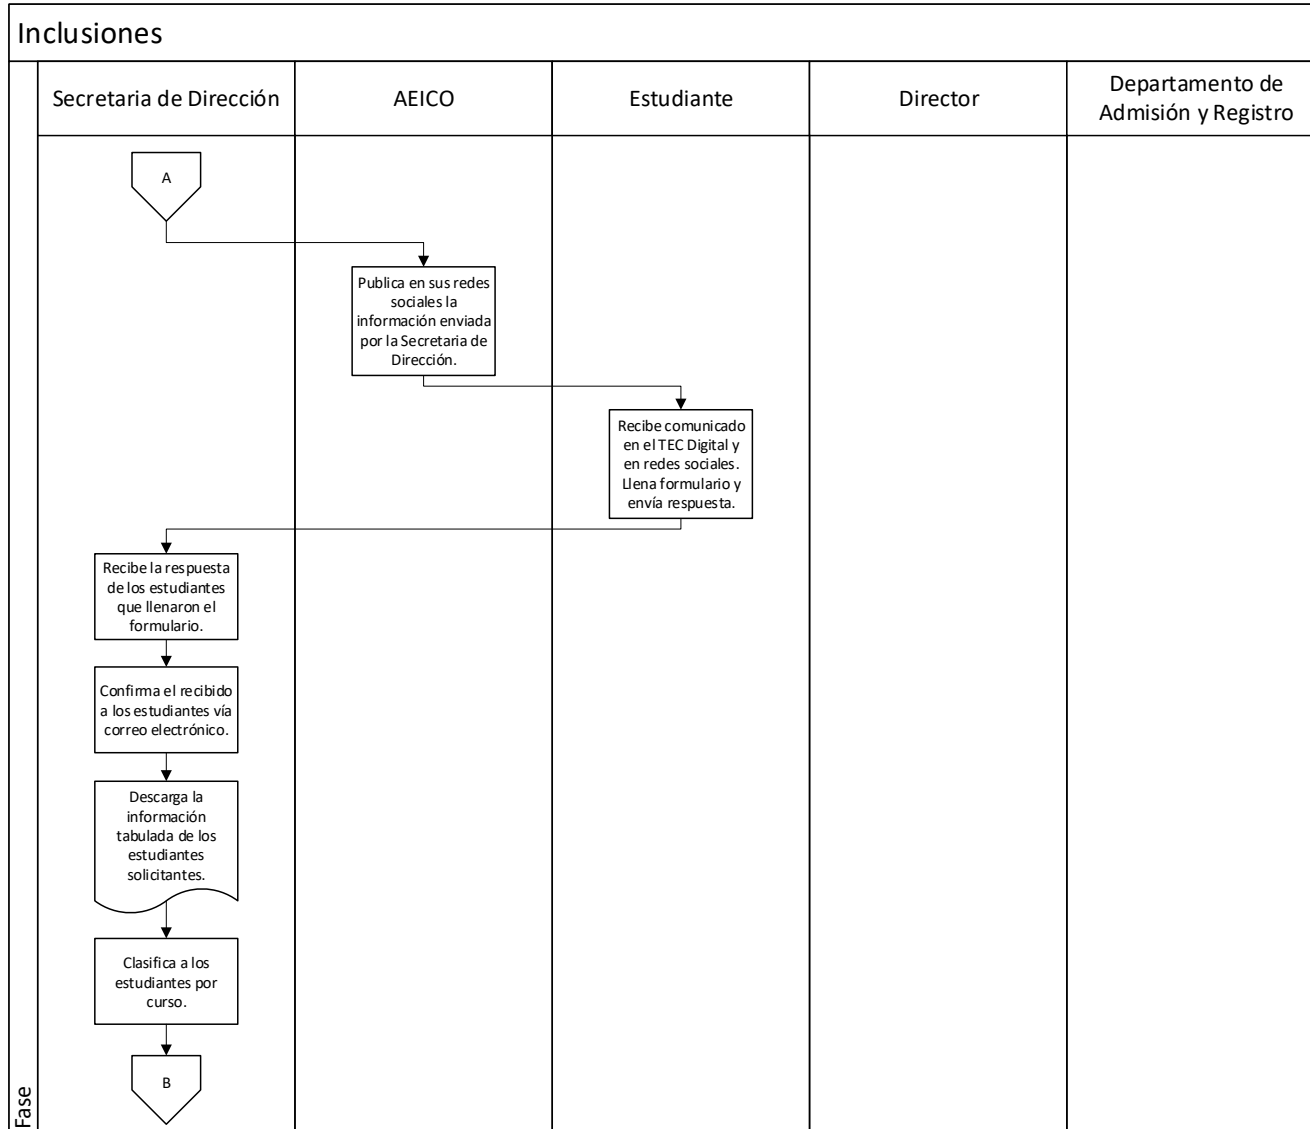 Inclusiones
Secretaria de Dirección
AEICO
Estudiante
Director
Departamento de
Admisión y Registro
A
Publica en sus redes
sociales la
información enviada
por la Secretaria de
Dirección.
Recibe comunicado
en el TEC Digital y
en redes sociales.
Llena formulario y
envía respuesta.
Recibe la respuesta
de los estudiantes
que llenaron el
formulario.
Confirma el recibido
a los estudiantes vía
correo electrónico.
Descarga la
información
tabulada de los
estudiantes
solicitantes.
Clasifica a los
estudiantes por
curso.
B
Fase